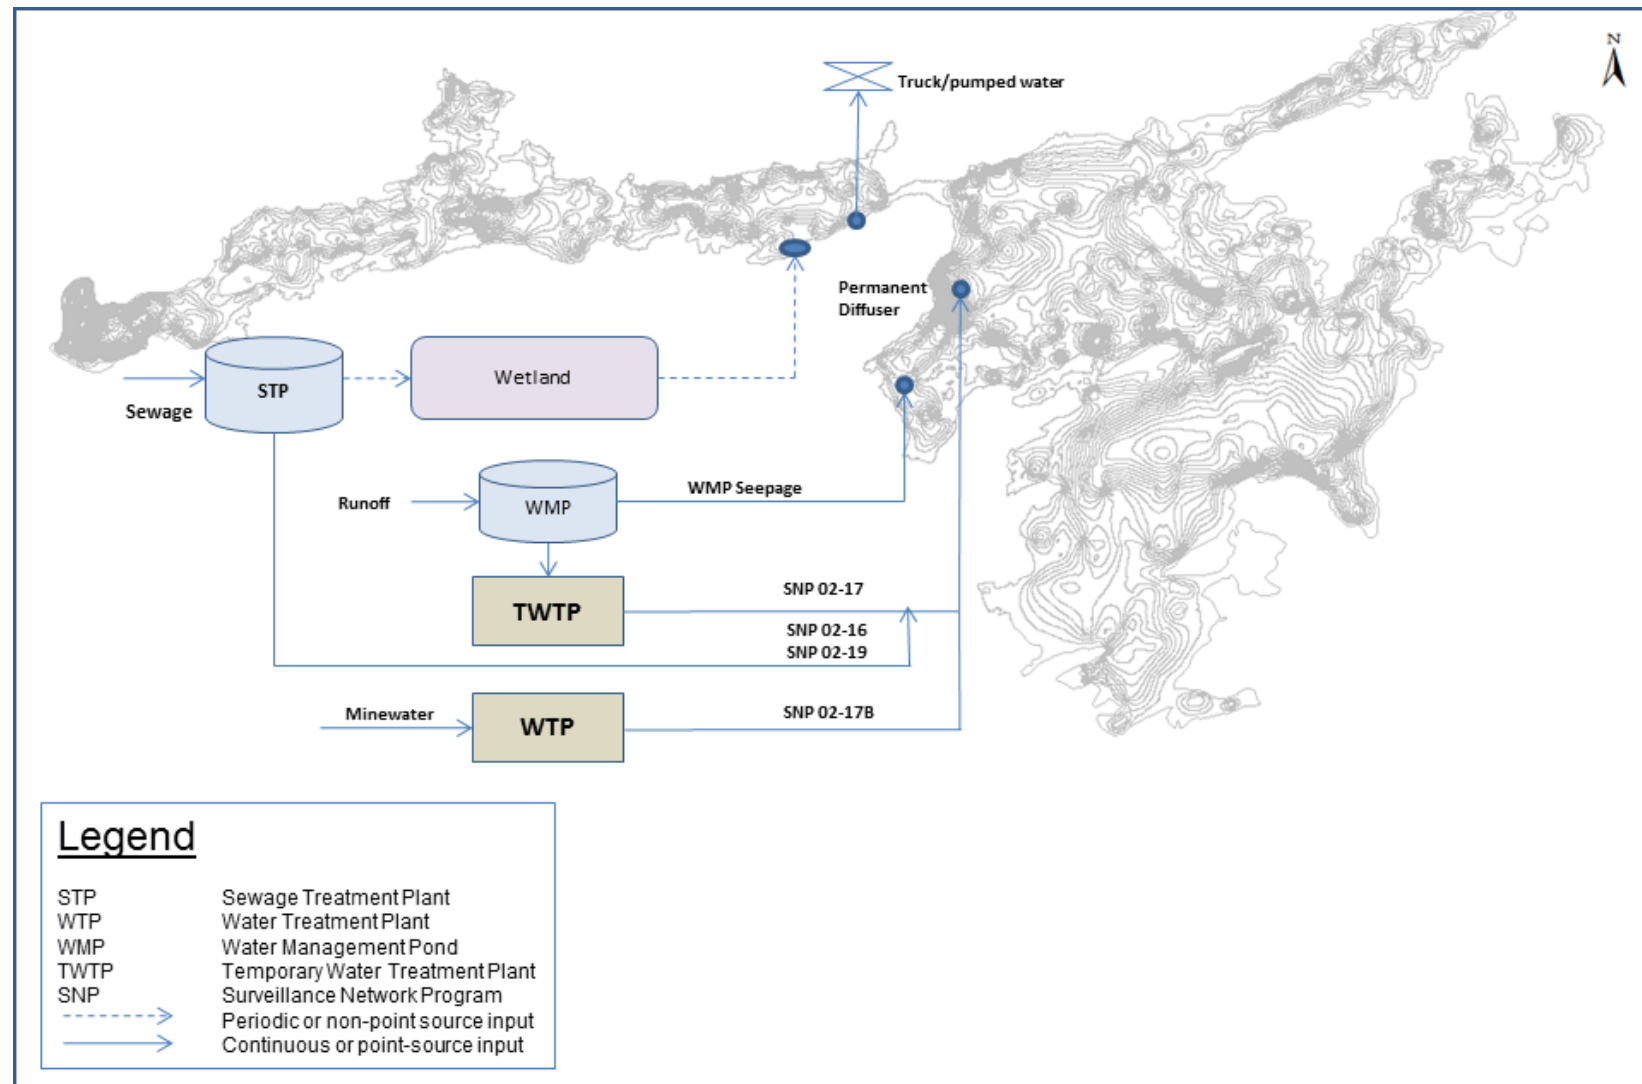 N
Truck/pumped water
Permanent
Diffuser
STP
Wetland
Sewage
WMP Seepage
Runoff
WMP
SNP 02-17
TWTP
SNP 02-16
SNP 02-19
Minewater
SNP 02-17B
WTP
Legend
STP Sewage Treatment Plant
WTP Water Treatment Plant
WMP Water Management Pond
TWTP Temporary Water Treatment Plant
SNP Surveillance Network Program
Periodic or non-point source input
Continuous or point-source input